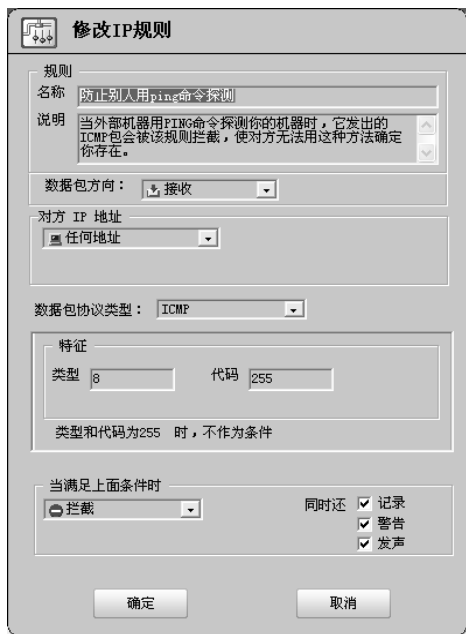 修改IP规则
规则
名称 防止别人用ping命令探测
说明 当外部机器用PING命令探测你的机器时，它发出的
ICMP包会被该规则拦截，使对方无法用这种方法确定
你存在。
数据包方向： 接收
对方 IP 地址
任何地址
数据包协议类型： ICMP
特征
类型 8 代码 255
类型和代码为255 时，不作为条件
当满足上面条件时
拦截 同时还 记录
警告
发声
确定 取消